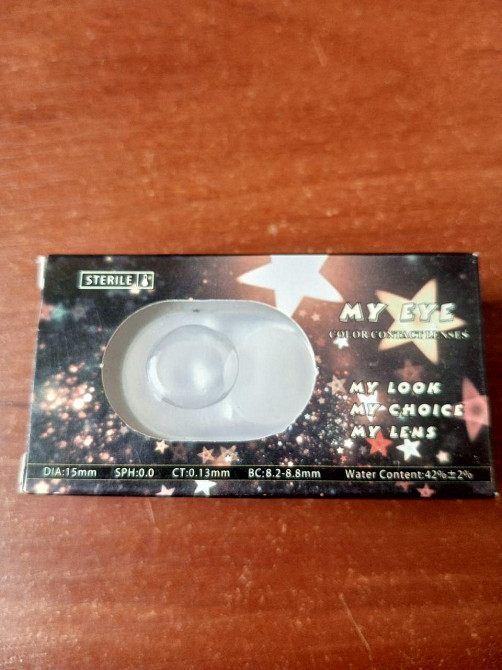 STERILE
MY EYE
COLOR CONTACT LENSES
MY LOOK
MY CHOICE
MY LENS
DIA:15mm SPH:0.0 CT:0.13mm BC:8.2-8.8mm Water Content:42%±2%